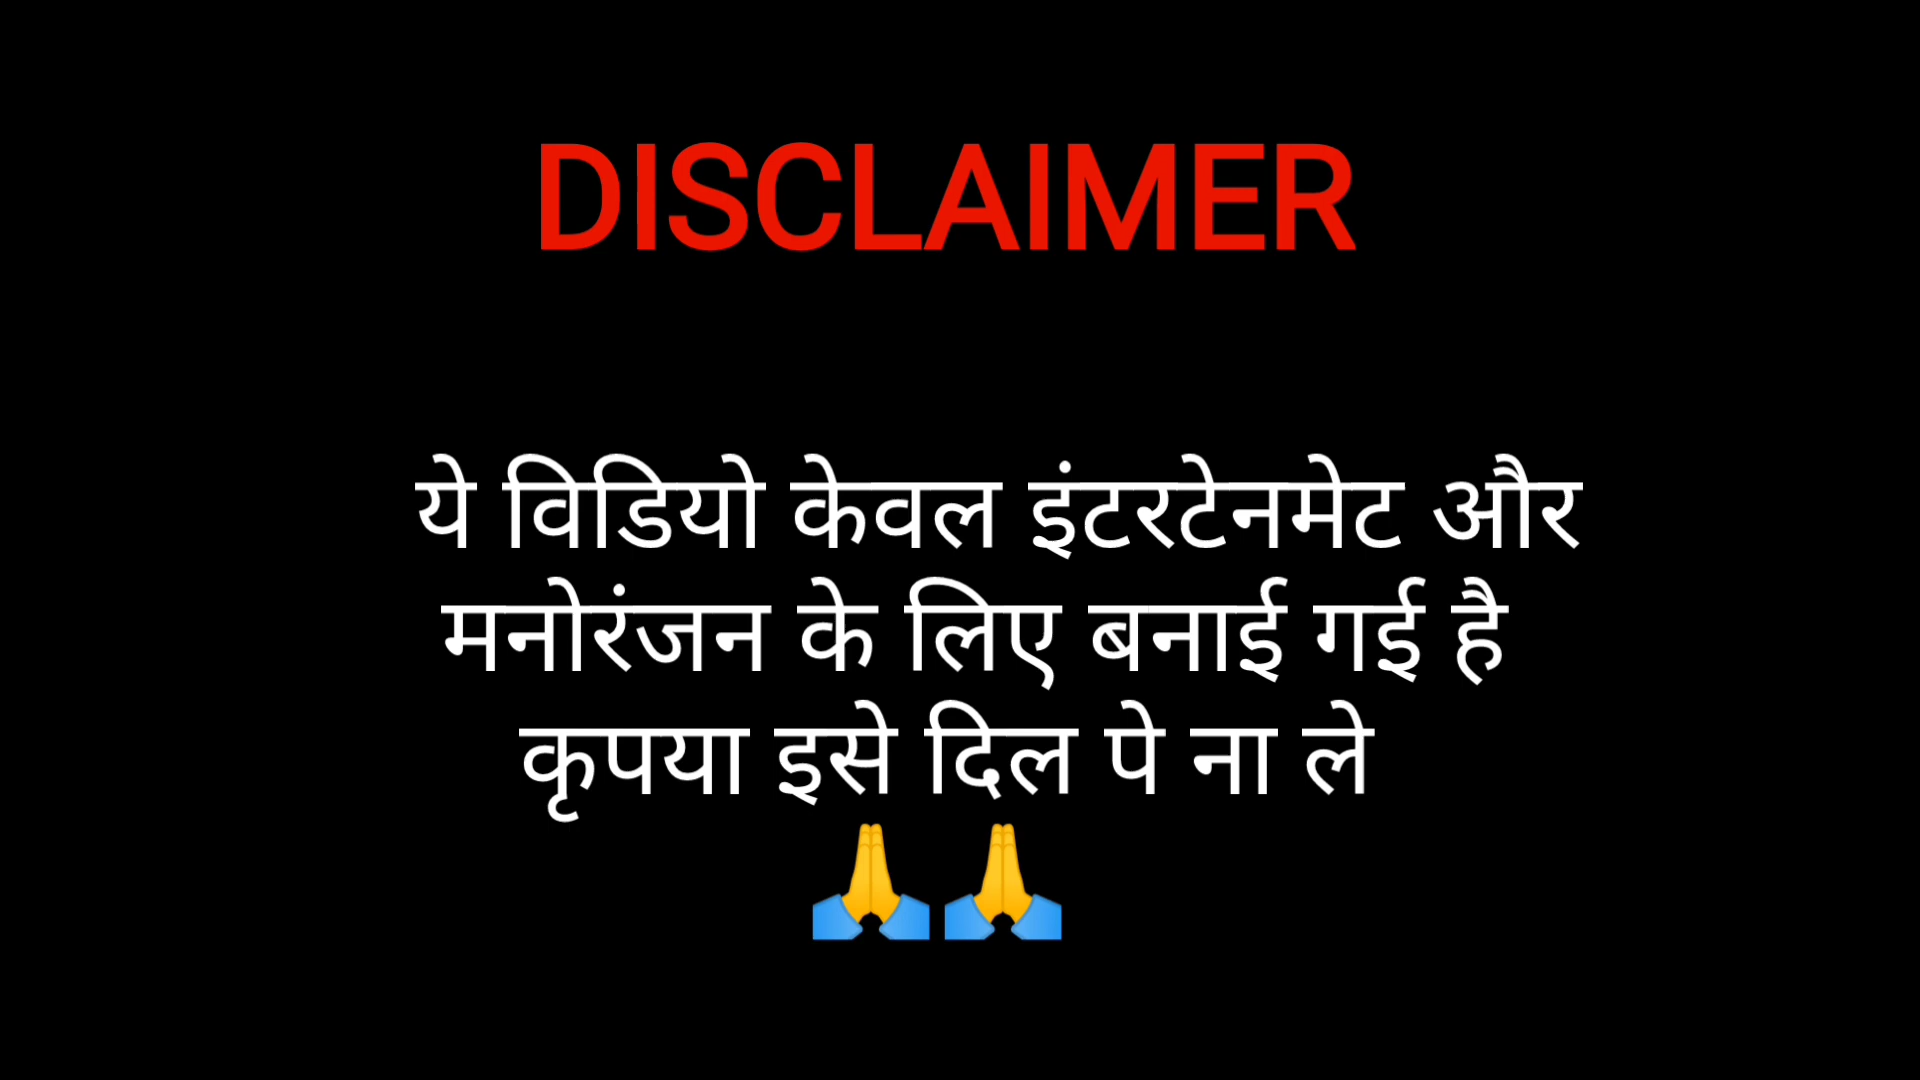 DISCLAIMER
ये विडियो केवल इंटरटेनमेट और
मनोरंजन के लिए बनाई गई है
कृपया इसे दिल पे ना ले
🙏🙏